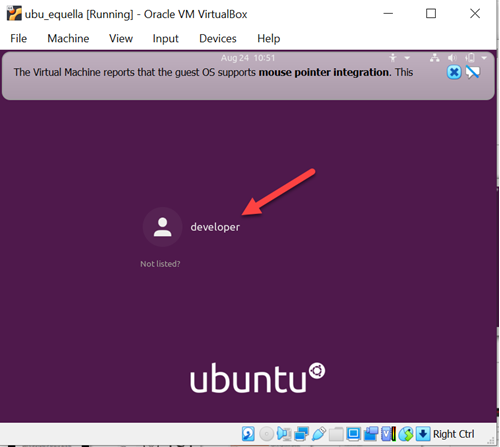 ubu_equella [Running] - Oracle VM VirtualBox
File Machine View Input Devices Help
Aug 24 10:51
The Virtual Machine reports that the guest OS supports mouse pointer integration. This
developer
Not listed?
ubuntu
Right Ctrl